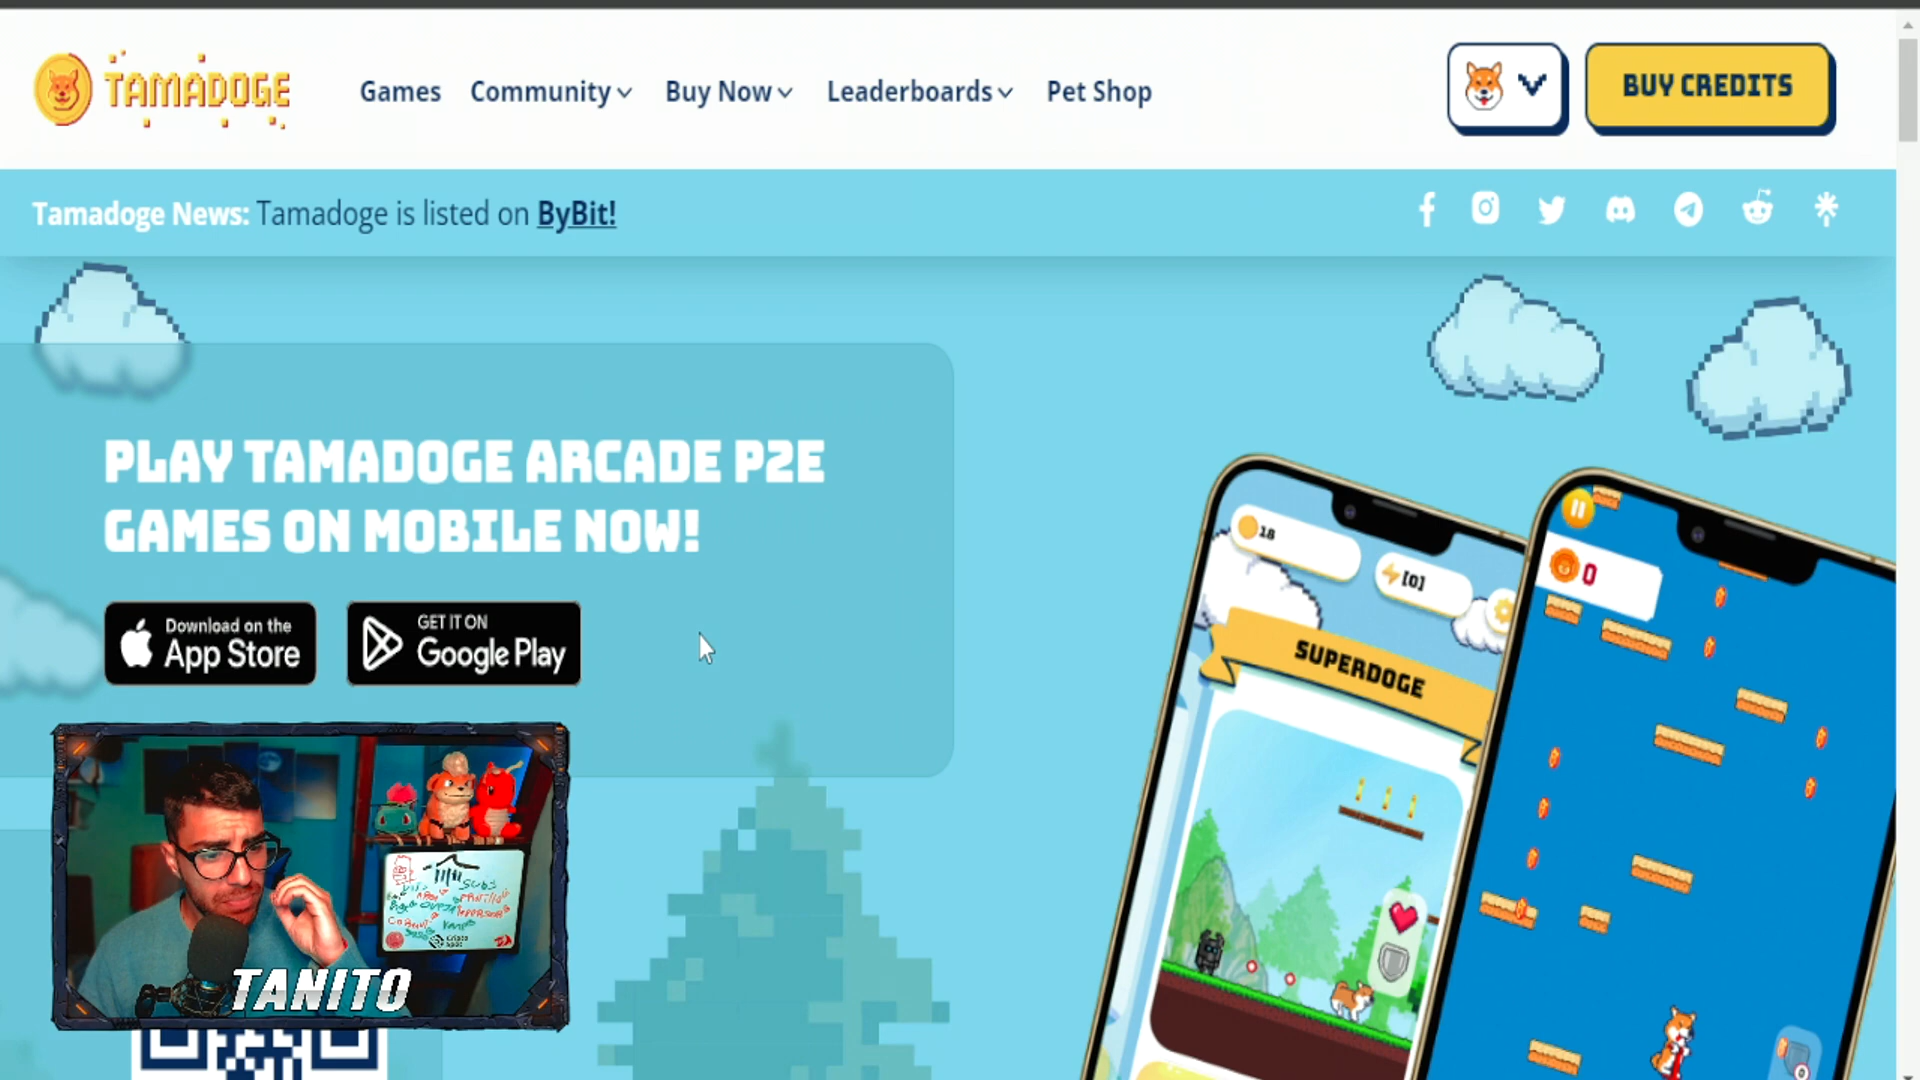 TAMADOGE
Games
Community
Buy Now
Leaderboards
Pet Shop
BUY CREDITS
Tamadoge News: Tamadoge is listed on ByBit!
PLAY TAMADOGE ARCADE P2E
GAMES ON MOBILE NOW!
Download on the
App Store
GET IT ON
Google Play
18
[0]
SUPERDOGE
0
TANITO